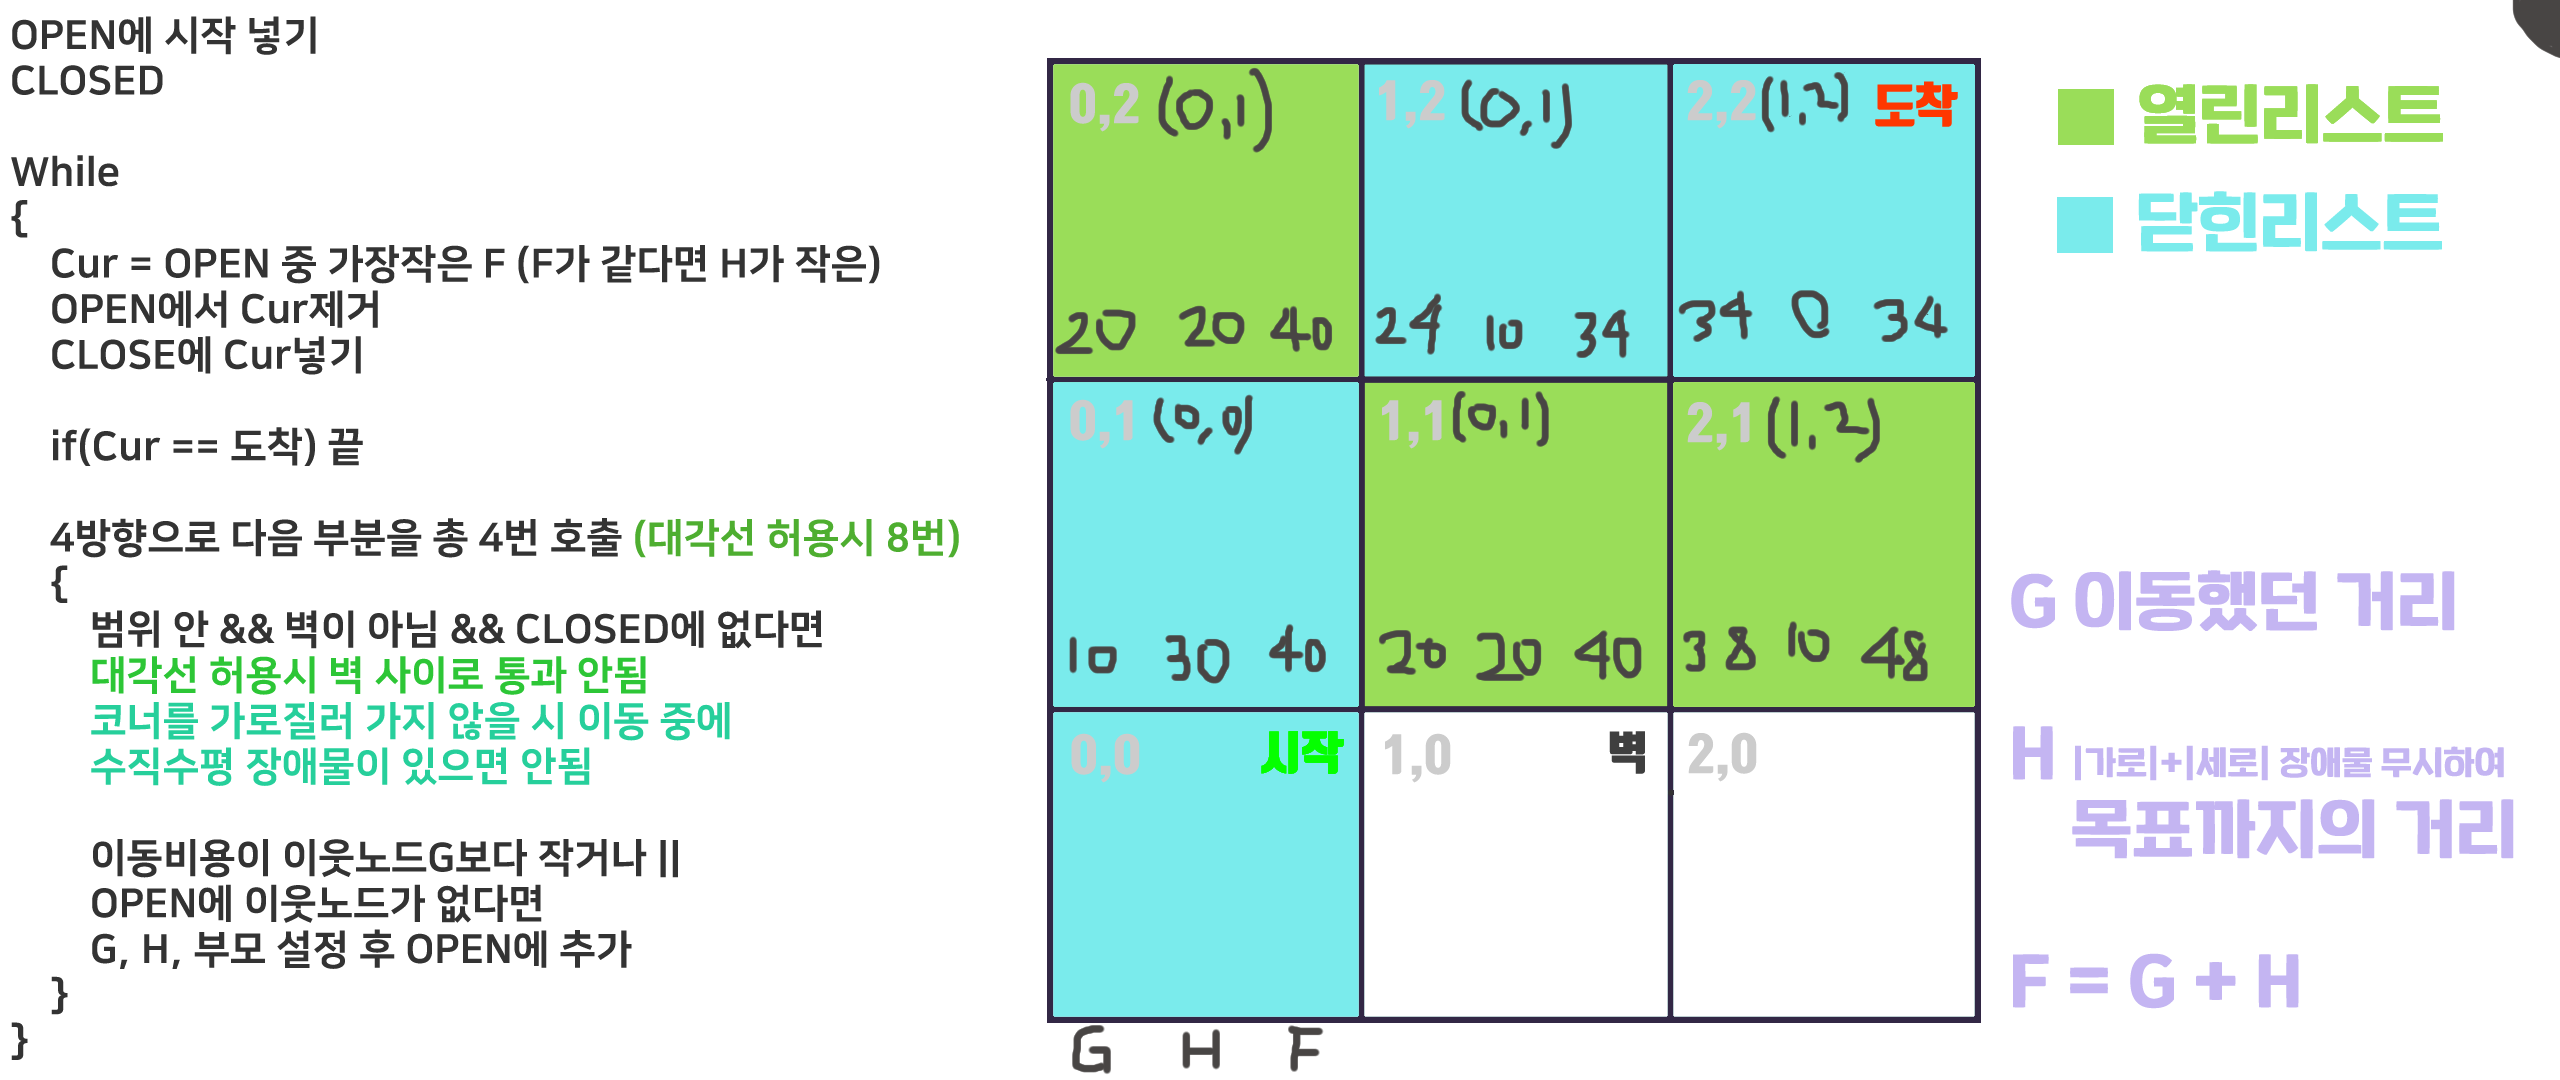 OPEN에 시작 넣기
CLOSED
While
{
Cur = OPEN 중 가장작은 F (F가 같다면 H가 작은)
OPEN에서 Cur제거
CLOSE에 Cur넣기
if(Cur == 도착) 끝
4방향으로 다음 부분을 총 4번 호출 (대각선 허용시 8번)
{
범위 안 && 벽이 아님 && CLOSED에 없다면
대각선 허용시 벽 사이로 통과 안됨
코너를 가로질러 가지 않을 시 이동 중에
수직수평 장애물이 있으면 안됨
이동비용이 이웃노드G보다 작거나 ||
OPEN에 이웃노드가 없다면
G, H, 부모 설정 후 OPEN에 추가
}
}
0,2 (0,1)
20 20 40
1,2 (0,1)
24 10 34
2,2 (1,2) 도착
34 0 34
0,1 (0,0)
10 30 40
1,1 (0,1)
20 20 40
2,1 (1,2)
38 10 48
0,0 시작
1,0 벽
2,0
G H F
열린리스트
닫힌리스트
G 이동했던 거리
H |가로|+|세로| 장애물 무시하여
목표까지의 거리
F = G + H